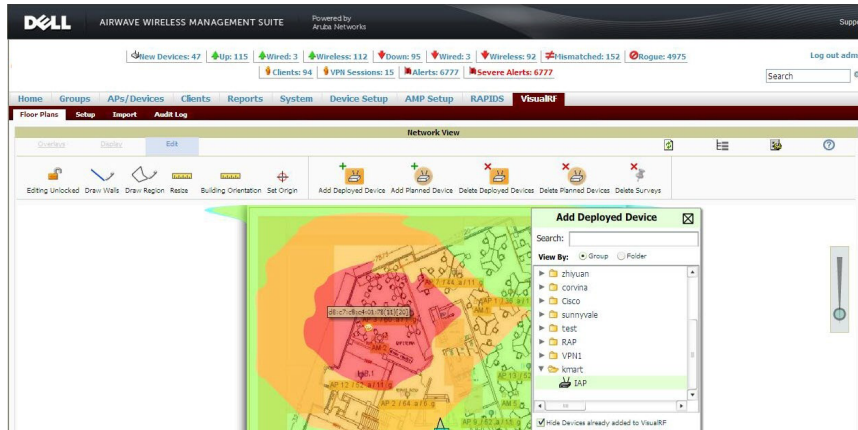 DELL AIRWAVE WIRELESS MANAGEMENT SUITE Powered by Aruba Networks Suppo
New Devices: 47 Up: 115 Wired: 3 Wireless: 112 Down: 95 Wired: 3 Wireless: 92 Mismatched: 152 Rogue: 4975 Log out adm
Clients: 94 VPN Sessions: 15 Alerts: 6777 Severe Alerts: 6777 Search
Home Groups APs/Devices Clients Reports System Device Setup AMP Setup RAPIDS VisualRF
Floor Plans Setup Import Audit Log
Network View
Overlays Display Edit
Editing Unlocked Draw Walls Draw Region Resize Building Orientation Set Origin Add Deployed Device Add Planned Device Delete Deployed Devices Delete Planned Devices Delete Surveys
Add Deployed Device
Search:
View By: Group Folder
zhiyuan
corvina
Cisco
sunnyvale
test
RAP
VPN1
kmart
IAP
Hide Devices already added to VisualRF